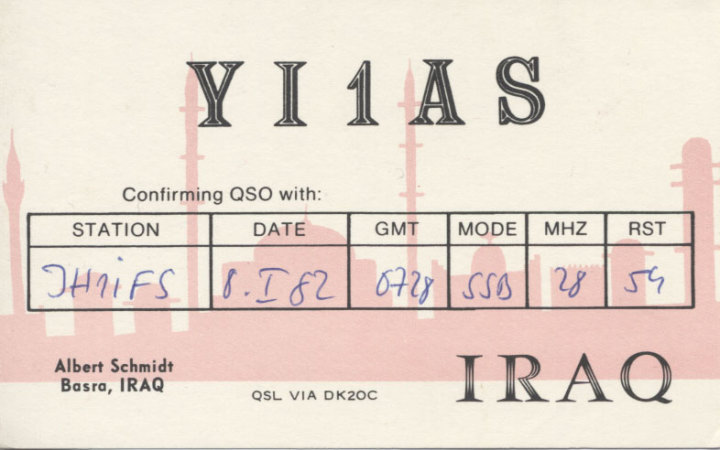 YI1AS
Confirming QSO with:
STATION DATE GMT MODE MHZ RST
JH1iFS 8.I 82 0728 SSB 28 59
Albert Schmidt
Basra, IRAQ
QSL VIA DK2OC
IRAQ